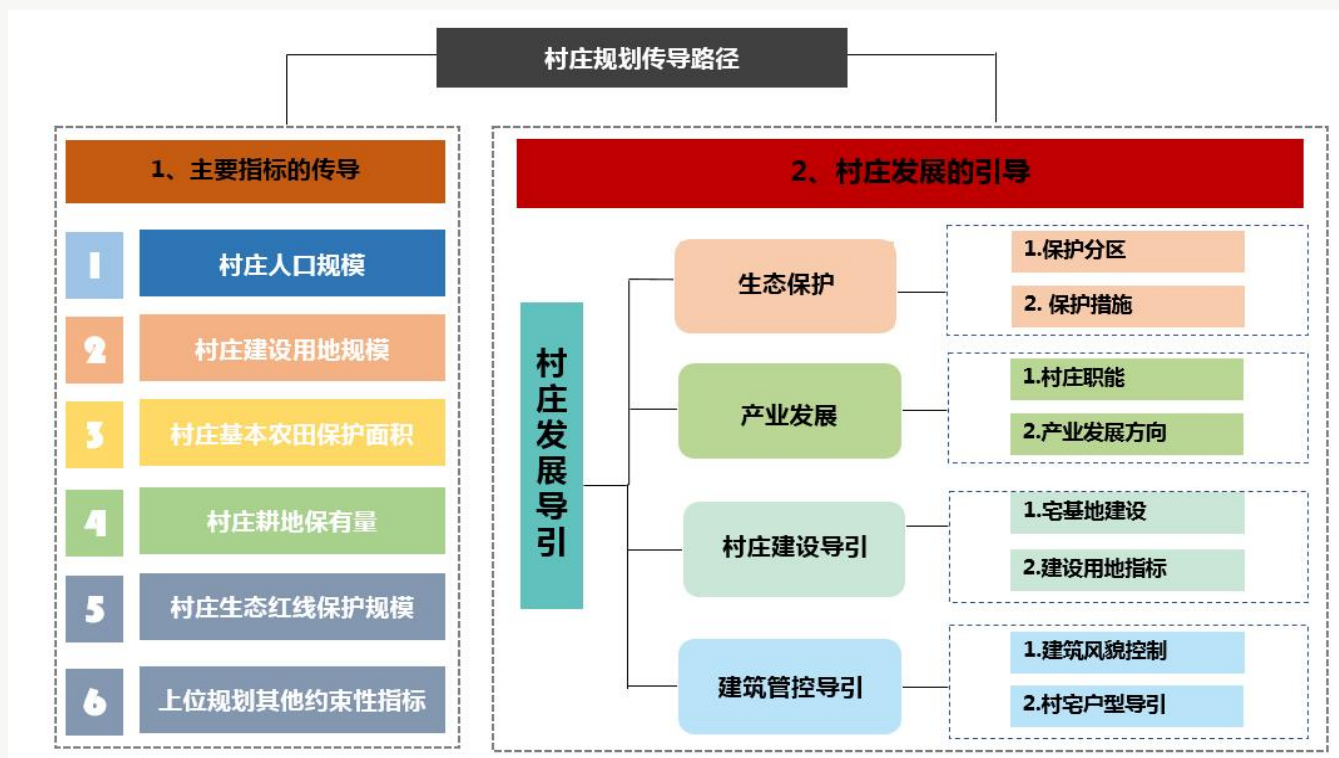 村庄规划传导路径
1、主要指标的传导
1
村庄人口规模
2
村庄建设用地规模
3
村庄基本农田保护面积
4
村庄耕地保有量
5
村庄生态红线保护规模
6
上位规划其他约束性指标
2、村庄发展的引导
村庄发展导引
生态保护
1.保护分区
2. 保护措施
产业发展
1.村庄职能
2.产业发展方向
村庄建设导引
1.宅基地建设
2.建设用地指标
建筑管控导引
1.建筑风貌控制
2.村宅户型导引